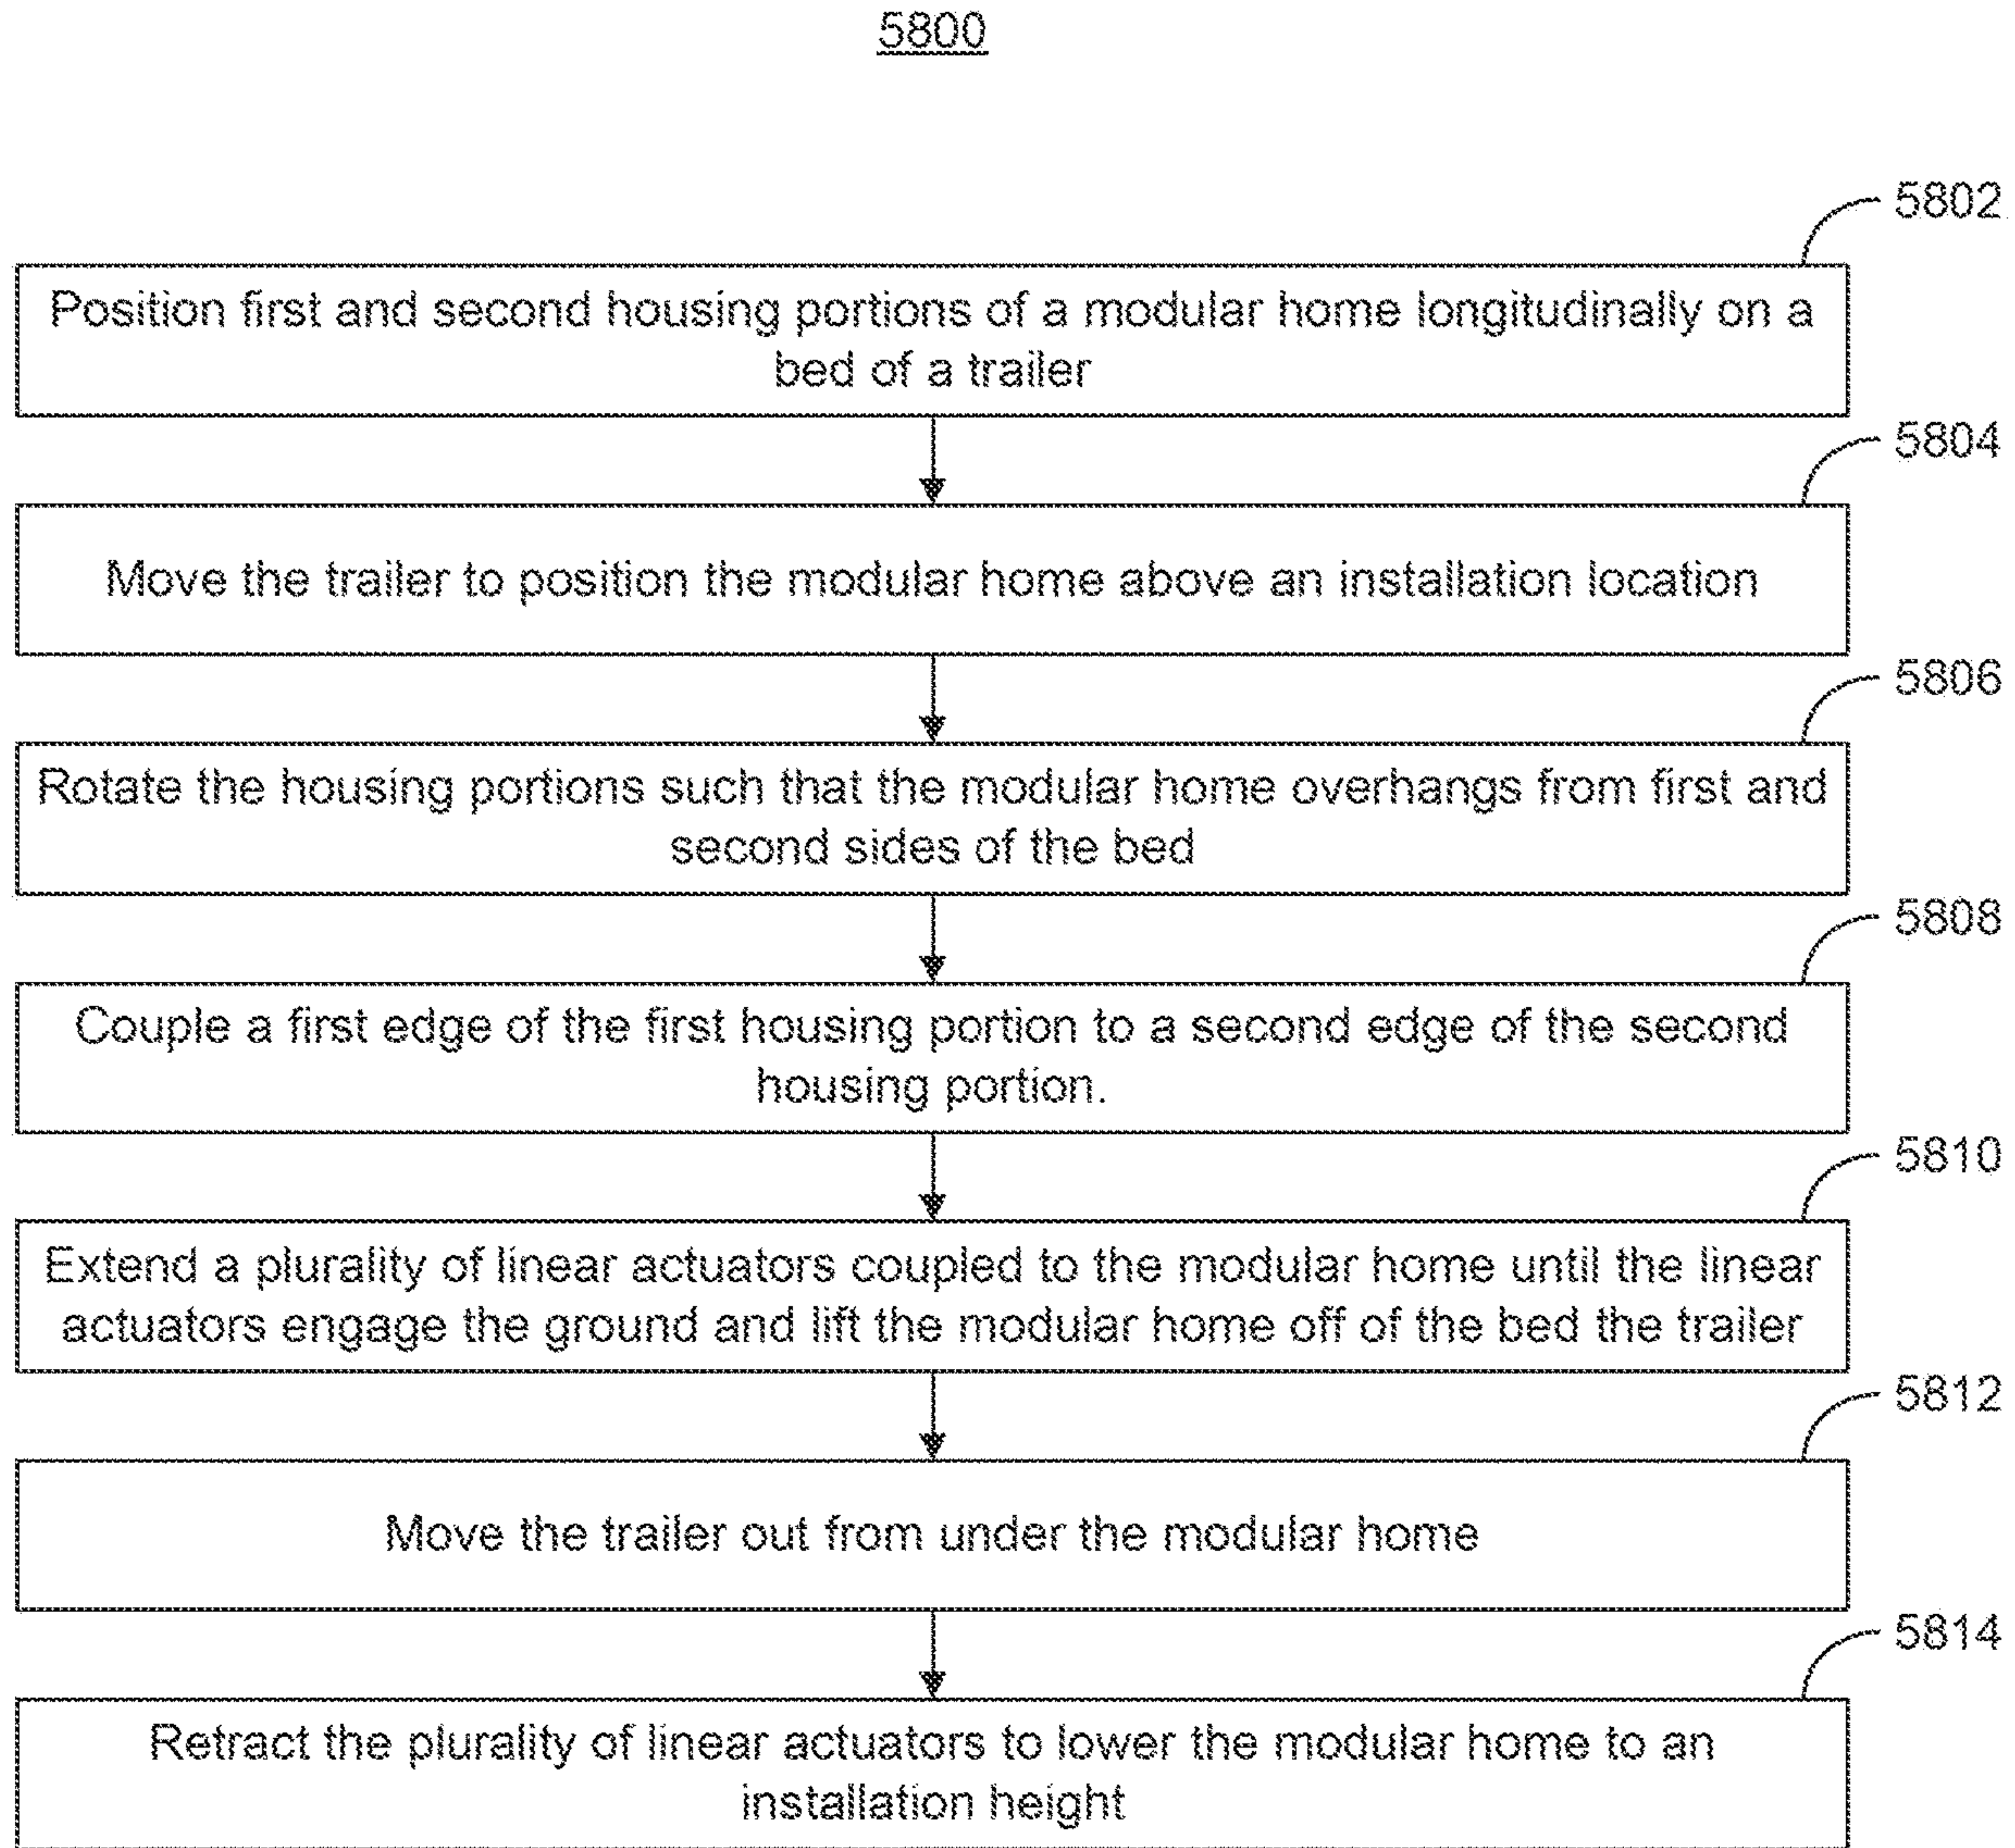 5800
5802
Position first and second housing portions of a modular home longitudinally on a
bed of a trailer
5804
Move the trailer to position the modular home above an installation location
5806
Rotate the housing portions such that the modular home overhangs from first and
second sides of the bed
5808
Couple a first edge of the first housing portion to a second edge of the second
housing portion.
5810
Extend a plurality of linear actuators coupled to the modular home until the linear
actuators engage the ground and lift the modular home off of the bed the trailer
5812
Move the trailer out from under the modular home
5814
Retract the plurality of linear actuators to lower the modular home to an
installation height